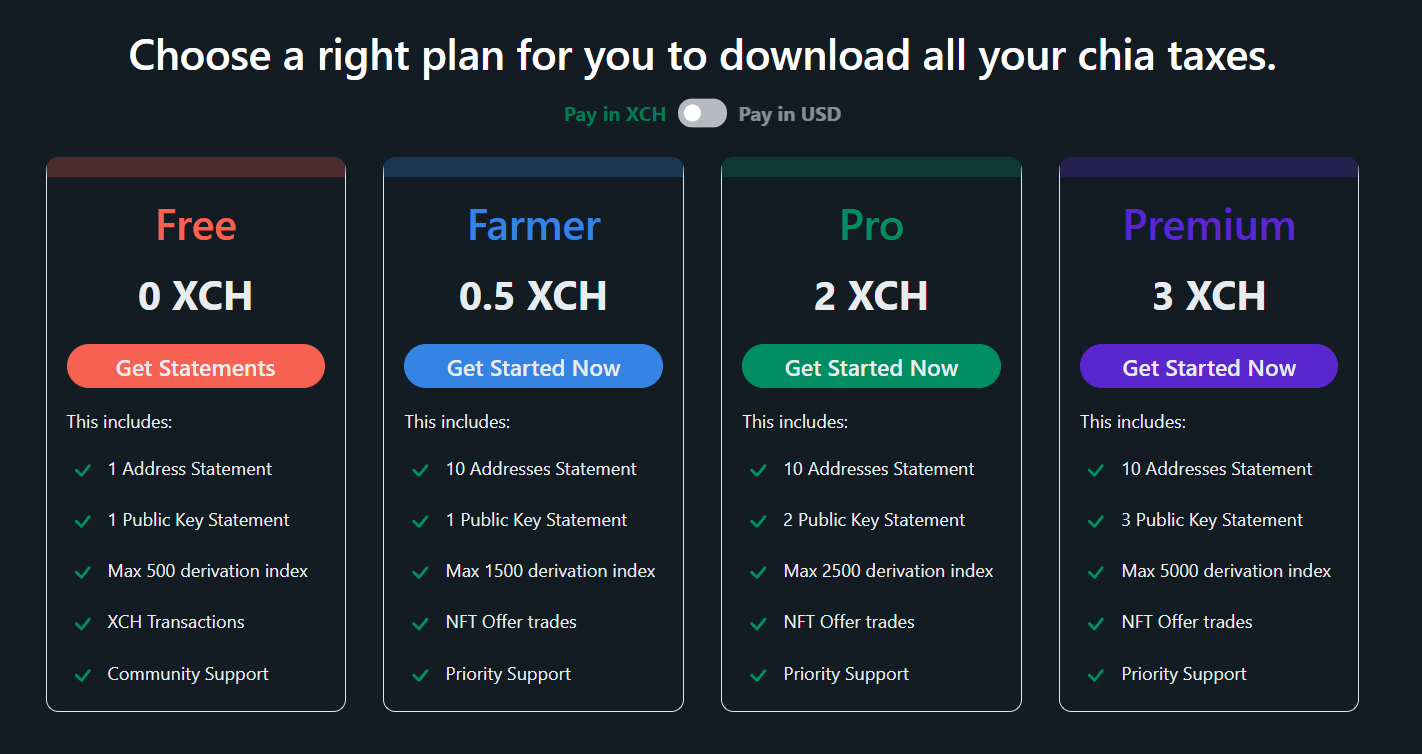 Choose a right plan for you to download all your chia taxes.
Pay in XCH Pay in USD
Free
0 XCH
Get Statements
This includes:
1 Address Statement
1 Public Key Statement
Max 500 derivation index
XCH Transactions
Community Support
Farmer
0.5 XCH
Get Started Now
This includes:
10 Addresses Statement
1 Public Key Statement
Max 1500 derivation index
NFT Offer trades
Priority Support
Pro
2 XCH
Get Started Now
This includes:
10 Addresses Statement
2 Public Key Statement
Max 2500 derivation index
NFT Offer trades
Priority Support
Premium
3 XCH
Get Started Now
This includes:
10 Addresses Statement
3 Public Key Statement
Max 5000 derivation index
NFT Offer trades
Priority Support